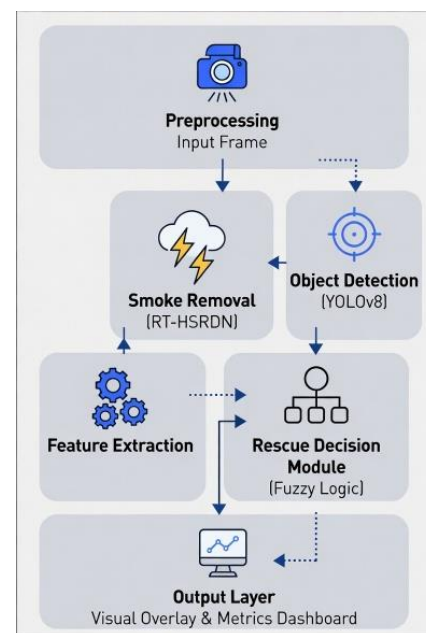 Preprocessing
Input Frame
Smoke Removal
(RT-HSRDN)
Object Detection
(YOLOv8)
Feature Extraction
Rescue Decision
Module
(Fuzzy Logic)
Output Layer
Visual Overlay & Metrics Dashboard